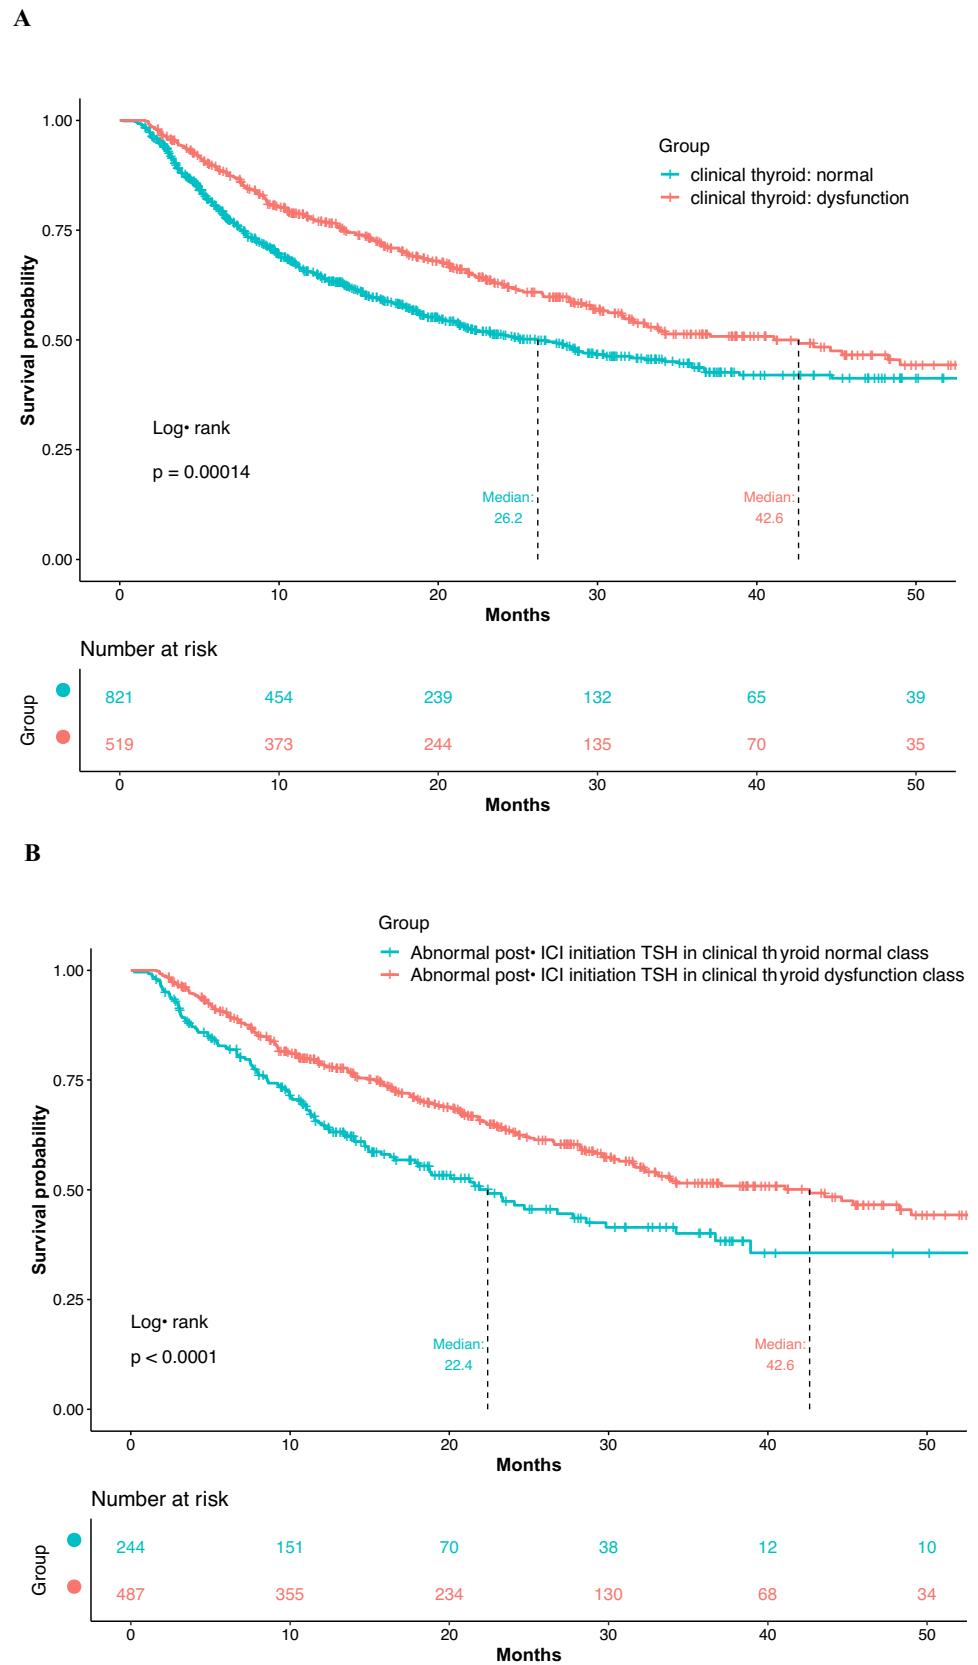 A
Group
clinical thyroid: normal
clinical thyroid: dysfunction
Survival probability
1.00
0.75
0.50
0.25
0.00
Log• rank
p = 0.00014
Median:
26.2
Median:
42.6
0 10 20 30 40 50
Months
Number at risk
Group
821 454 239 132 65 39
519 373 244 135 70 35
0 10 20 30 40 50
Months
B
Group
Abnormal post• ICI initiation TSH in clinical thyroid normal class
Abnormal post• ICI initiation TSH in clinical thyroid dysfunction class
Survival probability
1.00
0.75
0.50
0.25
0.00
Log• rank
p < 0.0001
Median:
22.4
Median:
42.6
0 10 20 30 40 50
Months
Number at risk
Group
244 151 70 38 12 10
487 355 234 130 68 34
0 10 20 30 40 50
Months